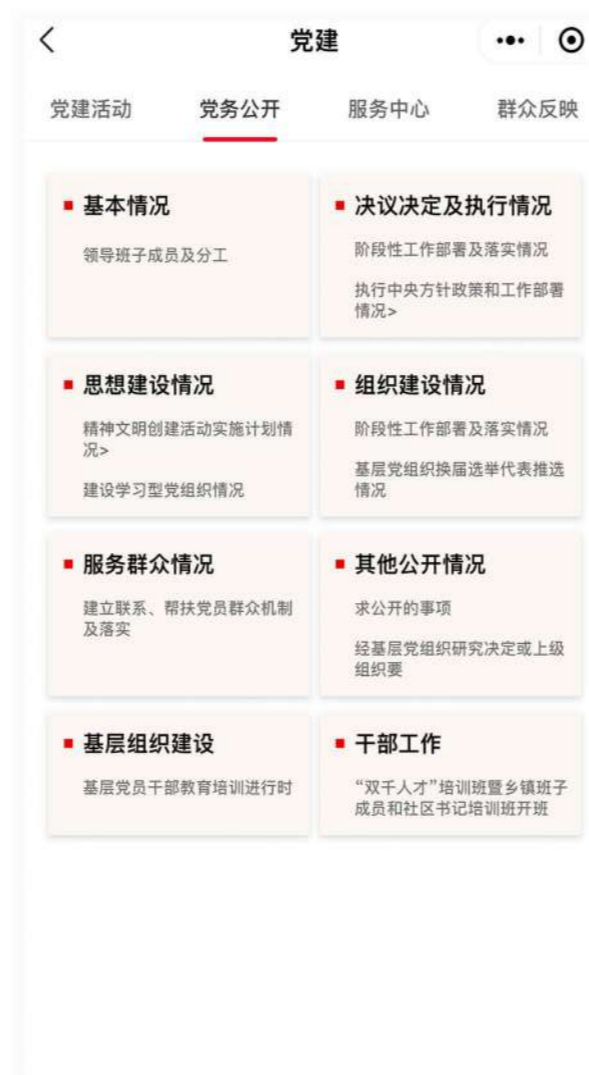 党建
党建活动
党务公开
服务中心
群众反映
基本情况
领导班子成员及分工
决议决定及执行情况
阶段性工作部署及落实情况
执行中央方针政策和工作部署
情况>
思想建设情况
精神文明创建活动实施计划情
况>
建设学习型党组织情况
组织建设情况
阶段性工作部署及落实情况
基层党组织换届选举代表推选
情况
服务群众情况
建立联系、帮扶党员群众机制
及落实
其他公开情况
求公开的事项
经基层党组织研究决定或上级
组织要
基层组织建设
基层党员干部教育培训进行时
干部工作
“双千人才”培训班暨乡镇班子
成员和社区书记培训班开班